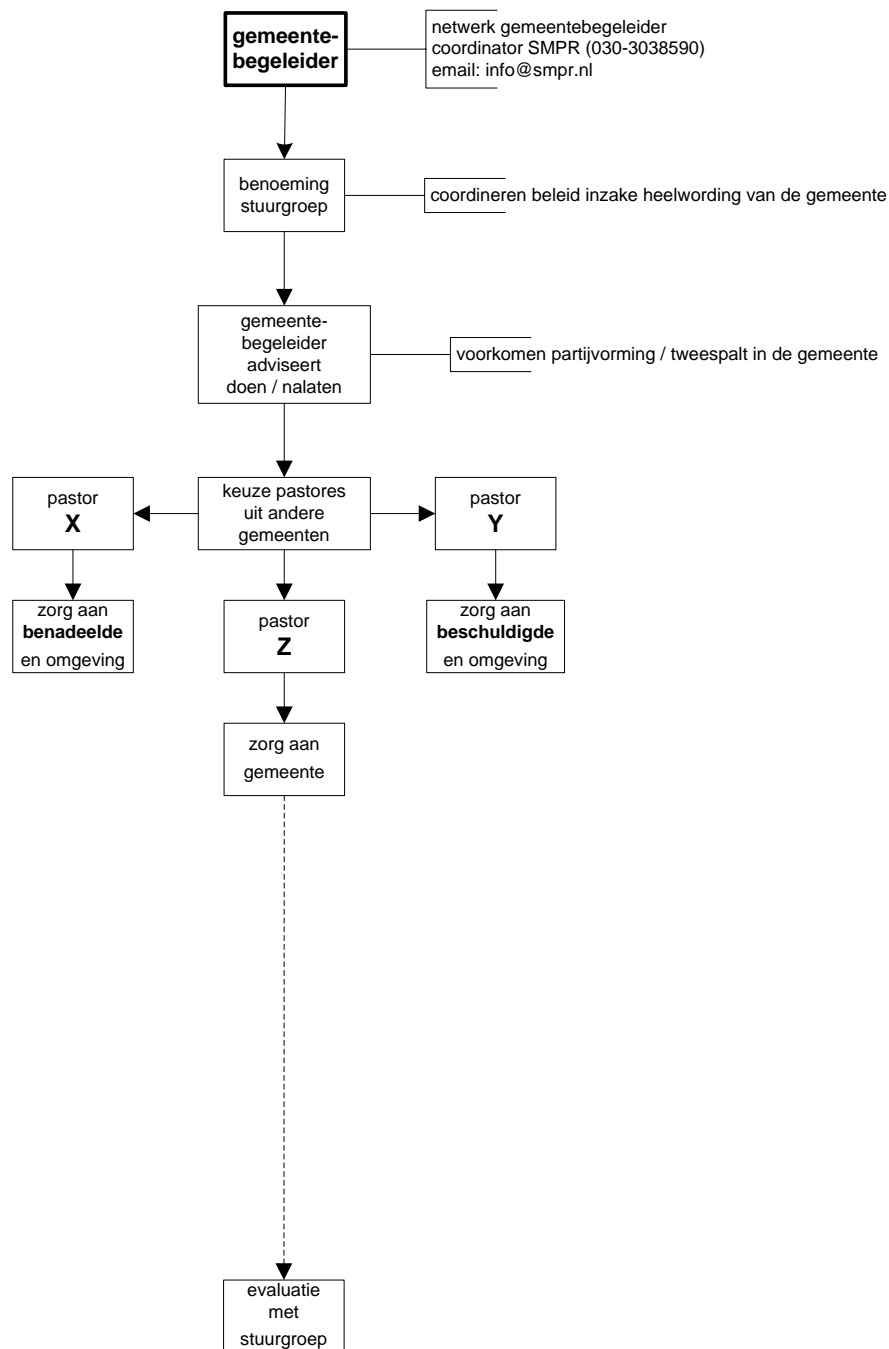 gemeente-
begeleider
netwerk gemeentebegeleider
coordinator SMPR (030-3038590)
email: info@smpr.nl
benoeming
stuurgroep
coordineren beleid inzake heelwording van de gemeente
gemeente-
begeleider
adviseert
doen / nalaten
voorkomen partijvorming / tweespalt in de gemeente
pastor
X
keuze pastores
uit andere
gemeenten
pastor
Y
zorg aan
benadeelde
en omgeving
pastor
Z
zorg aan
beschuldigde
en omgeving
zorg aan
gemeente
evaluatie
met
stuurgroep